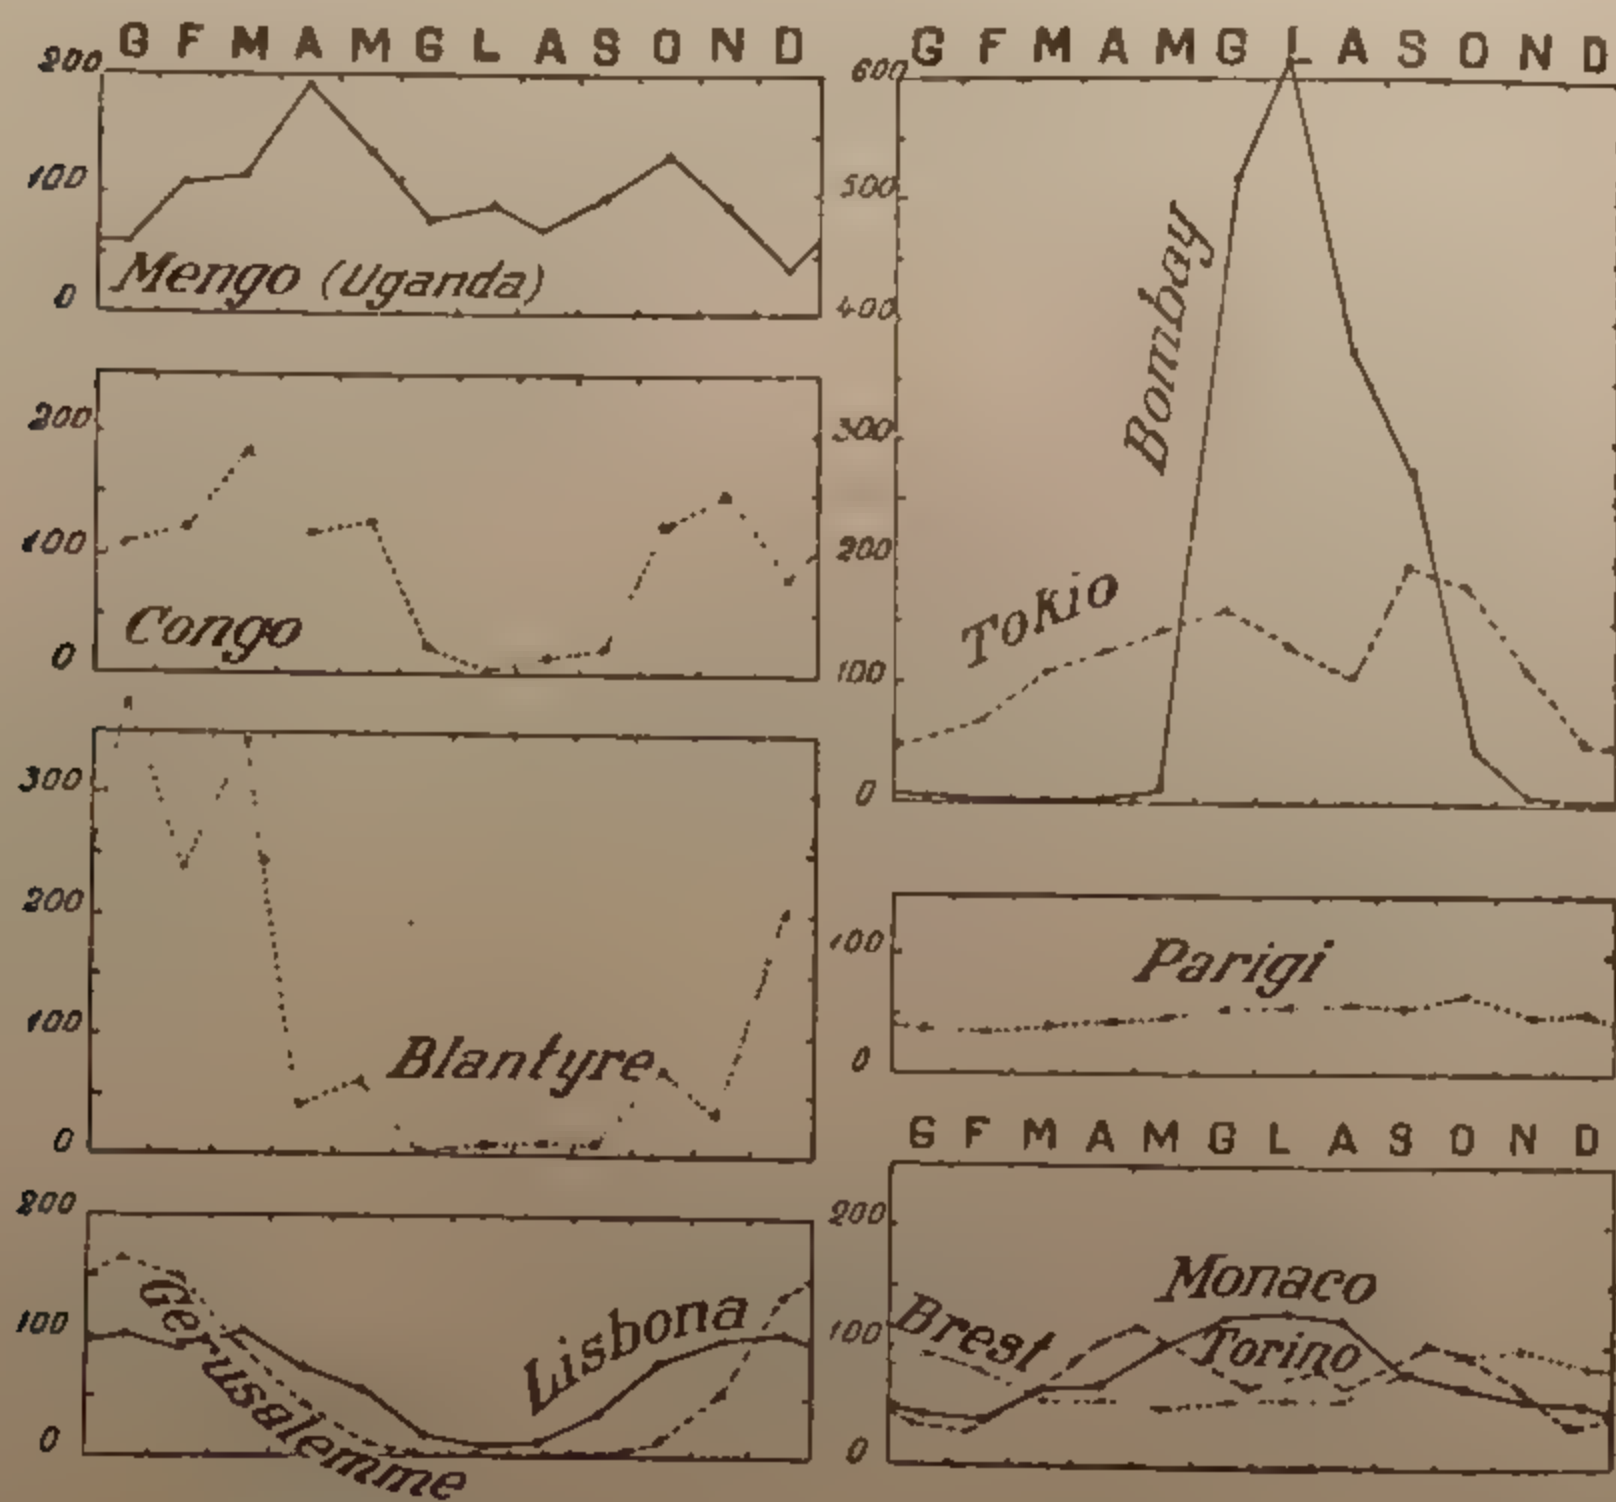 G F M A M G L A S O N D
200
100
0
Mengo (Uganda)
200
100
0
Congo
300
200
100
0
Blantyre
200
100
0
Gerusalemme
Lisbona
G F M A M G L A S O N D
600
500
400
300
200
100
0
Bombay
Tokio
100
0
Parigi
G F M A M G L A S O N D
200
100
0
Brest
Monaco
Torino